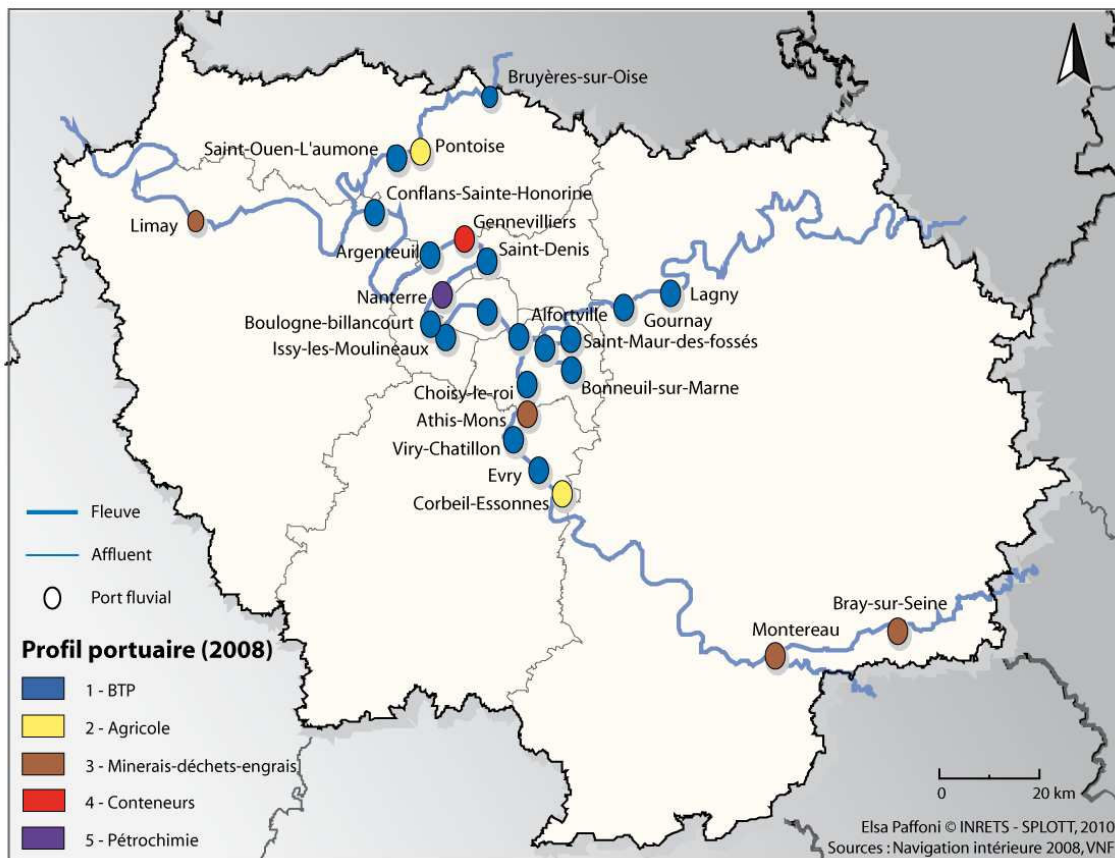 Bruyères-sur-Oise
Saint-Ouen-L'aumone
Pontoise
Conflans-Sainte-Honorine
Limay
Gennevilliers
Argenteuil
Saint-Denis
Nanterre
Lagny
Boulogne-billancourt
Alfortville
Gournay
Issy-les-Moulineaux
Saint-Maur-des-fossés
Choisy-le-roi
Bonneuil-sur-Marne
Athis-Mons
Viry-Chatillon
Evry
Corbeil-Essonnes
Bray-sur-Seine
Montereau
Fleuve
Affluent
Port fluvial
Profil portuaire (2008)
1 - BTP
2 - Agricole
3 - Minerais-déchets-engrais
4 - Conteneurs
5 - Pétrochimie
0 20 km
Elsa Paffoni © INRETS - SPLOTT, 2010
Sources : Navigation intérieure 2008, VNF